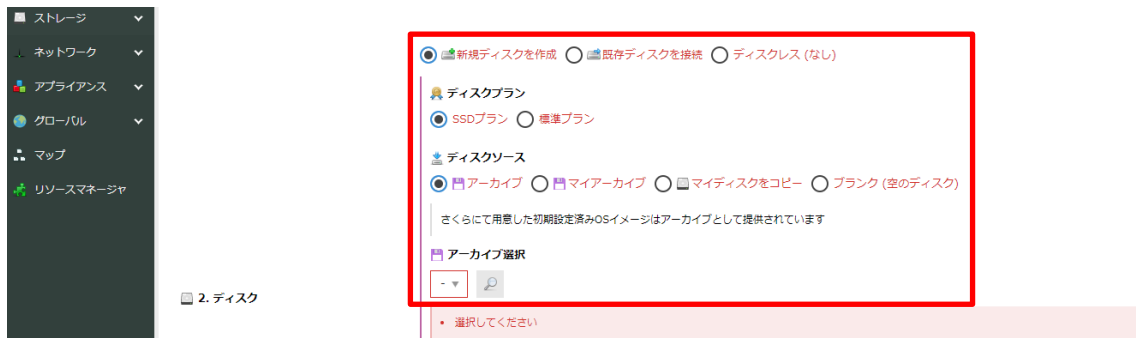 ストレージ
ネットワーク
アプライアンス
グローバル
マップ
リソースマネージャ
新規ディスクを作成 既存ディスクを接続 ディスクレス (なし)
ディスクプラン
SSDプラン 標準プラン
ディスクソース
アーカイブ マイアーカイブ マイディスクをコピー ブランク (空のディスク)
さくらにて用意した初期設定済みOSイメージはアーカイブとして提供されています
アーカイブ選択
-
2. ディスク
• 選択してください